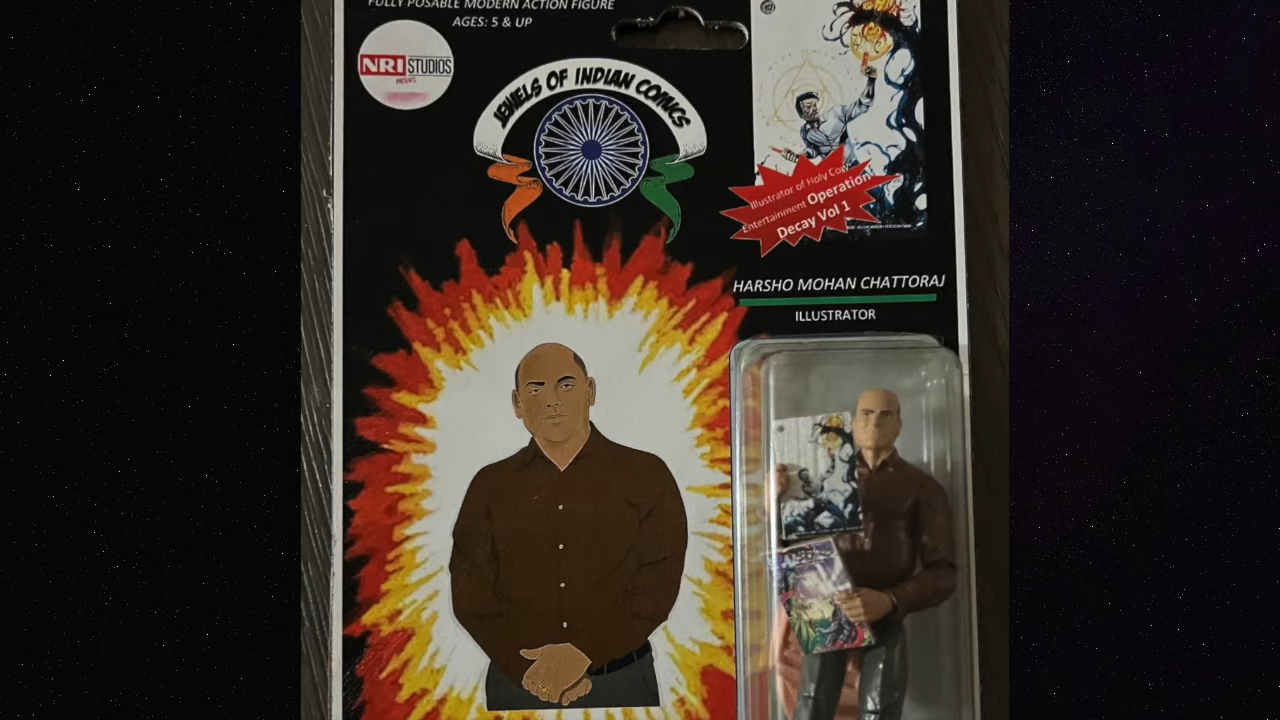 FULLY POSABLE MODERN ACTION FIGURE
AGES: 5 & UP
NRI STUDIOS
NEWS
JEWELS OF INDIAN COMICS
Illustrator of Holy Cow
Entertainment Operation
Decay Vol 1
HARSHO MOHAN CHATTORAJ
ILLUSTRATOR